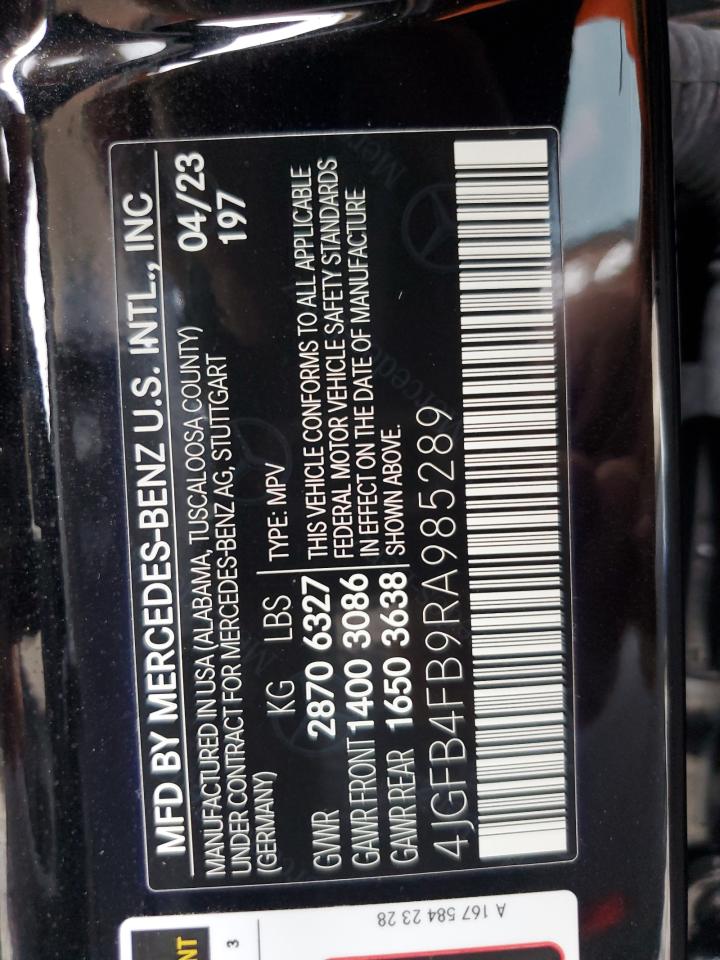 MFD BY MERCEDES-BENZ U.S. INTL., INC
MANUFACTURED IN USA (ALABAMA, TUSCALOOSA COUNTY) 04/23
UNDER CONTRACT FOR MERCEDES-BENZ AG, STUTTGART 197
(GERMANY)
KG LBS TYPE: MPV
GVWR 2870 6327
GAWR FRONT 1400 3086
GAWR REAR 1650 3638
THIS VEHICLE CONFORMS TO ALL APPLICABLE
FEDERAL MOTOR VEHICLE SAFETY STANDARDS
IN EFFECT ON THE DATE OF MANUFACTURE
SHOWN ABOVE.
4JGFB4FB9RA985289
A 167 584 23 28
NT
3